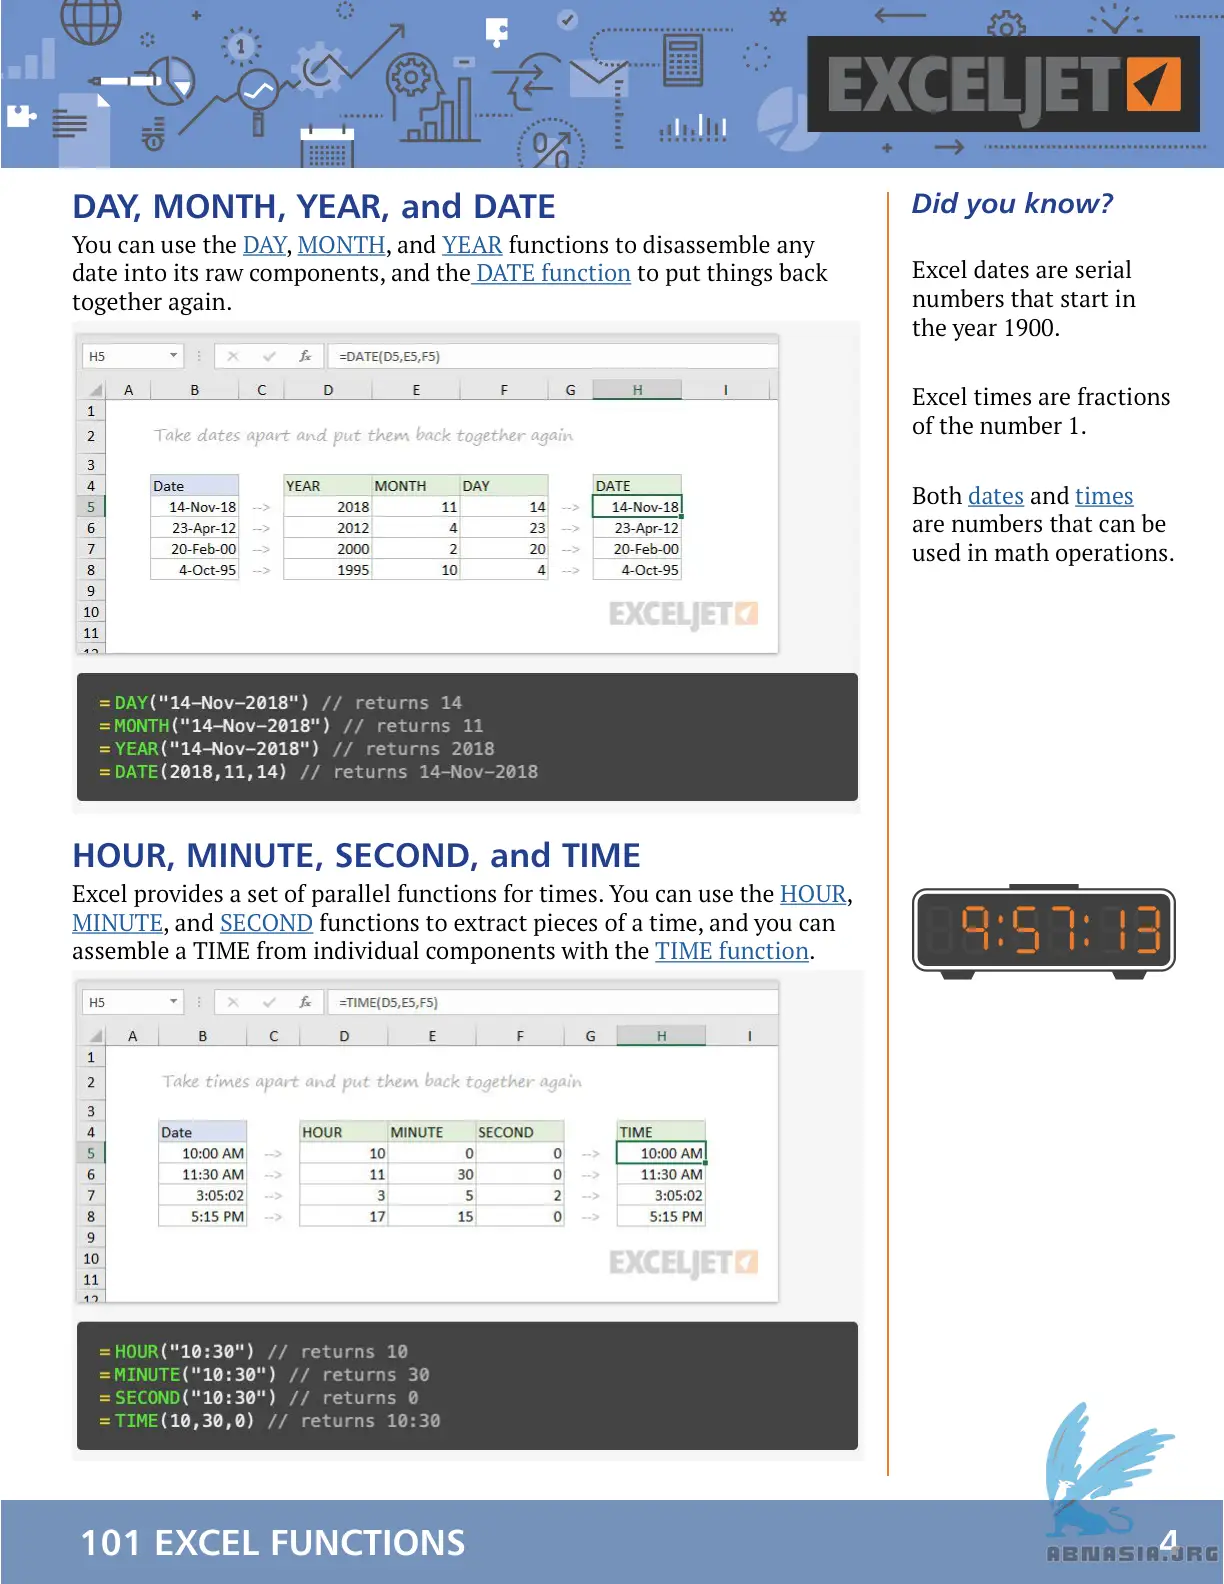 EXCELJET
DAY, MONTH, YEAR, and DATE
You can use the DAY, MONTH, and YEAR functions to disassemble any
date into its raw components, and the DATE function to put things back
together again.
H5 fx =DATE(D5,E5,F5)
A B C D E F G H I
1
2 Take dates apart and put them back together again
3
4 Date YEAR MONTH DAY DATE
5 14-Nov-18 --> 2018 11 14 --> 14-Nov-18
6 23-Apr-12 --> 2012 4 23 --> 23-Apr-12
7 20-Feb-00 --> 2000 2 20 --> 20-Feb-00
8 4-Oct-95 --> 1995 10 4 --> 4-Oct-95
9
10 EXCELJET
11
12
=DAY("14-Nov-2018") // returns 14
=MONTH("14-Nov-2018") // returns 11
=YEAR("14-Nov-2018") // returns 2018
=DATE(2018,11,14) // returns 14-Nov-2018
HOUR, MINUTE, SECOND, and TIME
Excel provides a set of parallel functions for times. You can use the HOUR,
MINUTE, and SECOND functions to extract pieces of a time, and you can
assemble a TIME from individual components with the TIME function.
H5 fx =TIME(D5,E5,F5)
A B C D E F G H I
1
2 Take times apart and put them back together again
3
4 Date HOUR MINUTE SECOND TIME
5 10:00 AM --> 10 0 0 --> 10:00 AM
6 11:30 AM --> 11 30 0 --> 11:30 AM
7 3:05:02 --> 3 5 2 --> 3:05:02
8 5:15 PM --> 17 15 0 --> 5:15 PM
9
10 EXCELJET
11
12
=HOUR("10:30") // returns 10
=MINUTE("10:30") // returns 30
=SECOND("10:30") // returns 0
=TIME(10,30,0) // returns 10:30
Did you know?
Excel dates are serial
numbers that start in
the year 1900.
Excel times are fractions
of the number 1.
Both dates and times
are numbers that can be
used in math operations.
9:57:13
101 EXCEL FUNCTIONS
4
ABNASIA.ORG